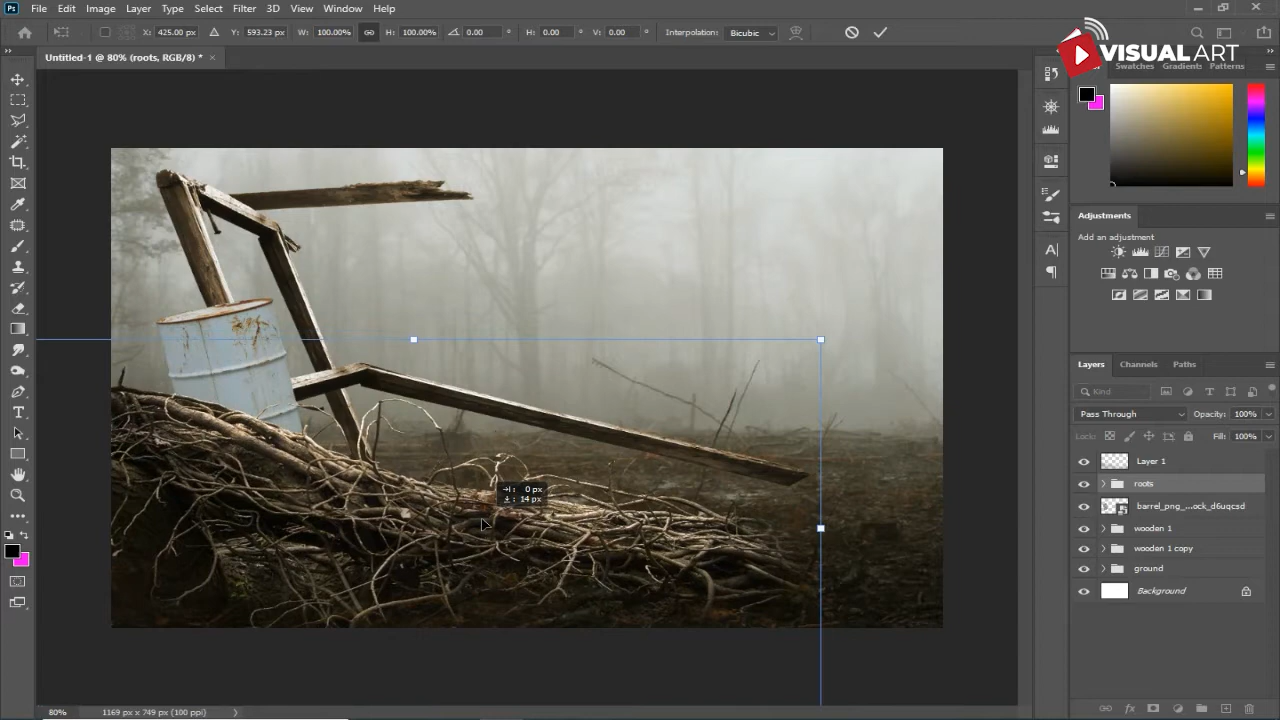 Ps File Edit Image Layer Type Select Filter 3D View Window Help
X: 425.00 px Y: 593.23 px W: 100.00% H: 100.00% 0.00 ° H: 0.00 ° V: 0.00 ° Interpolation: Bicubic
VISUAL ART
Untitled-1 @ 80% (roots, RGB/8) * ×
Swatches Gradients Patterns
Adjustments
Add an adjustment
Layers Channels Paths
Kind
Pass Through Opacity: 100%
Lock: Fill: 100%
Layer 1
roots
barrel_png_...ock_d6uqcsd
wooden 1
wooden 1 copy
ground
Background
→I : 0 px
↓ : 14 px
80% 1169 px x 749 px (100 ppi)